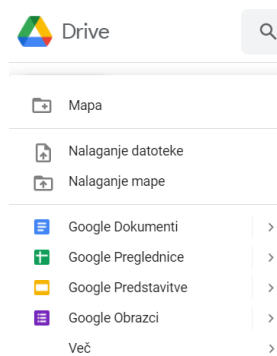 Drive
Mapa
Nalaganje datoteke
Nalaganje mape
Google Dokumenti
Google Preglednice
Google Predstavitve
Google Obrazci
Več